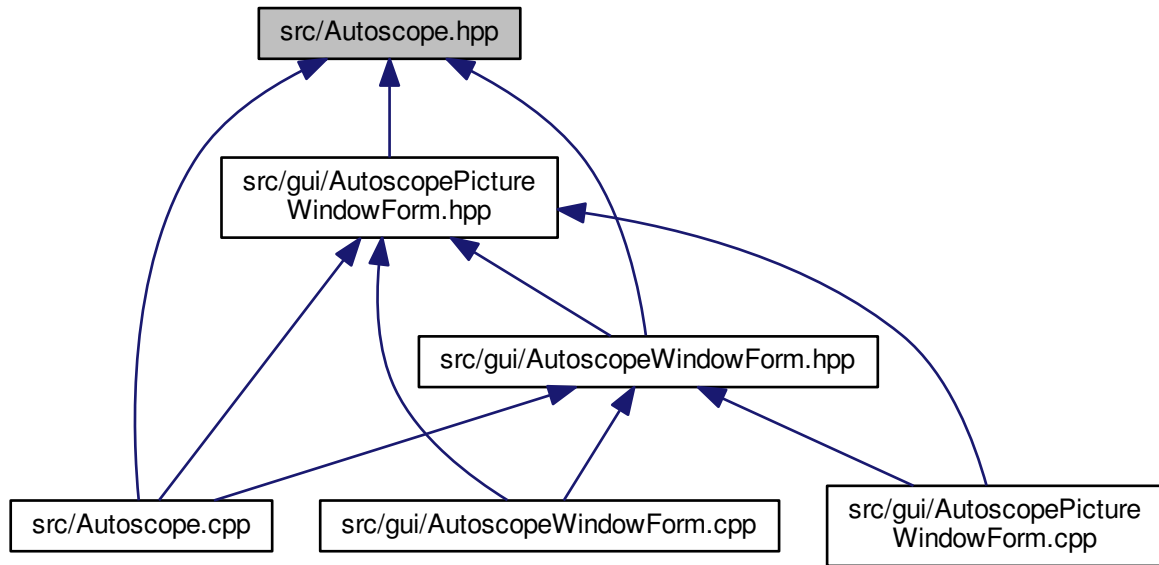 src/Autoscope.hpp
src/gui/AutoscopePicture
WindowForm.hpp
src/gui/AutoscopeWindowForm.hpp
src/Autoscope.cpp
src/gui/AutoscopeWindowForm.cpp
src/gui/AutoscopePicture
WindowForm.cpp